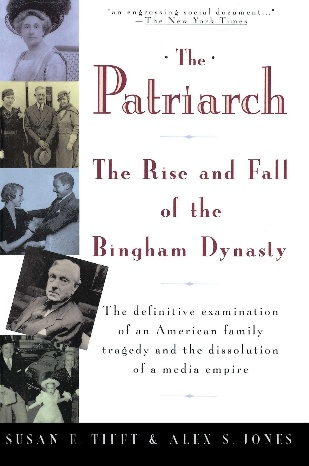 "an engrossing social document..."
—The New York Times
· The ·
Patriarch
The Rise and Fall
of the
Bingham Dynasty
The definitive examination
of an American family
tragedy and the dissolution
of a media empire
SUSAN E. TIFFT & ALEX S. JONES